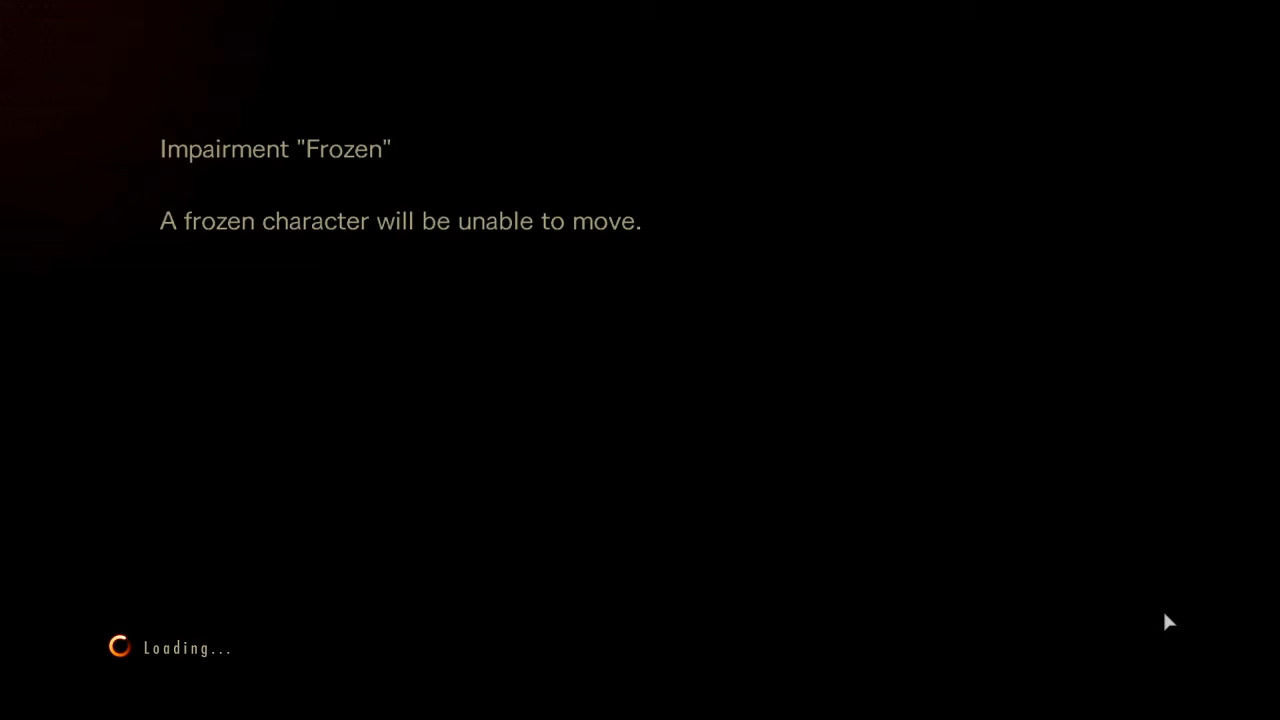 Impairment "Frozen"
A frozen character will be unable to move.
Loading...